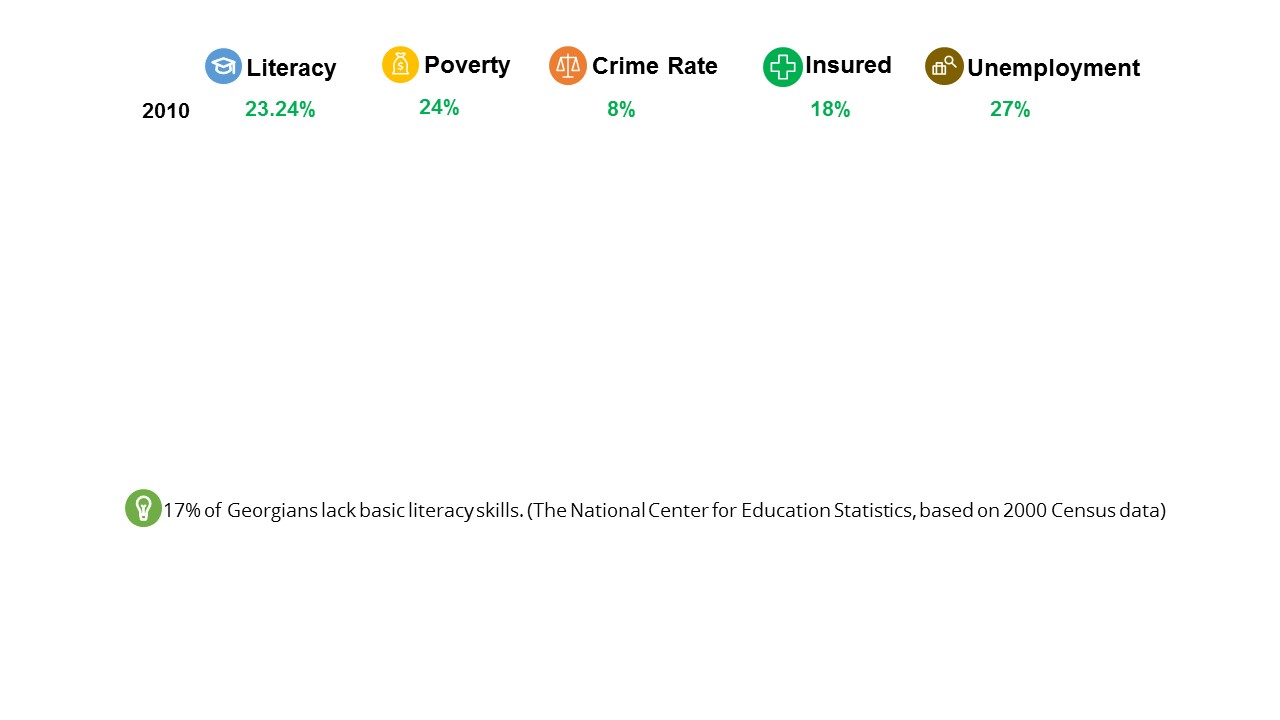 Literacy Poverty Crime Rate Insured Unemployment
2010 23.24% 24% 8% 18% 27%
17% of Georgians lack basic literacy skills. (The National Center for Education Statistics, based on 2000 Census data)